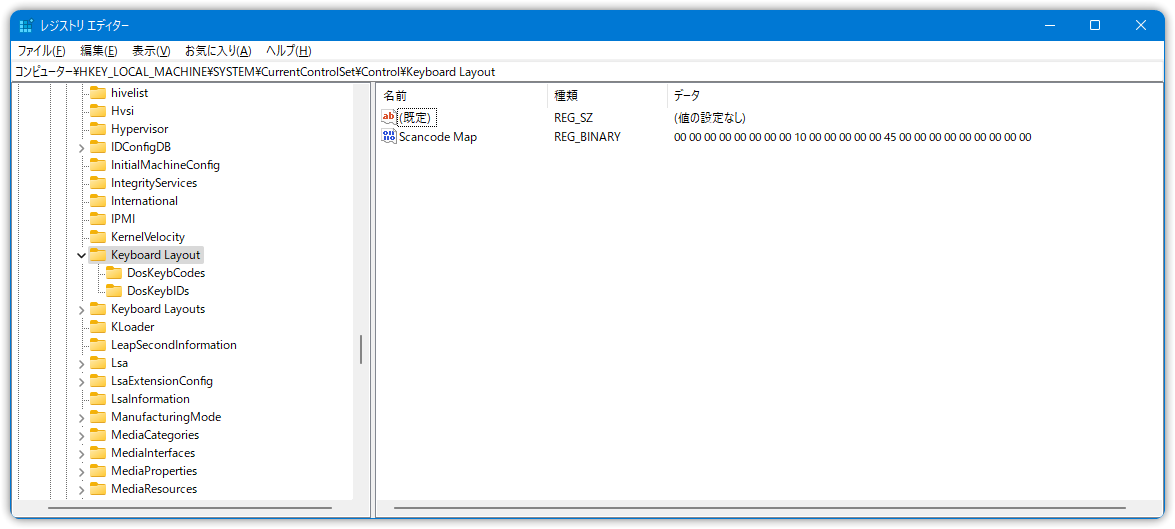 レジストリ エディター
ファイル(F) 編集(E) 表示(V) お気に入り(A) ヘルプ(H)
コンピューター¥HKEY_LOCAL_MACHINE¥SYSTEM¥CurrentControlSet¥Control¥Keyboard Layout
hivelist
Hvsi
Hypervisor
IDConfigDB
InitialMachineConfig
IntegrityServices
International
IPMI
KernelVelocity
Keyboard Layout
DosKeybCodes
DosKeybIDs
Keyboard Layouts
KLoader
LeapSecondInformation
Lsa
LsaExtensionConfig
LsaInformation
ManufacturingMode
MediaCategories
MediaInterfaces
MediaProperties
MediaResources
名前 種類 データ
(既定) REG_SZ (値の設定なし)
Scancode Map REG_BINARY 00 00 00 00 00 00 00 00 10 00 00 00 00 00 45 00 00 00 00 00 00 00 00 00